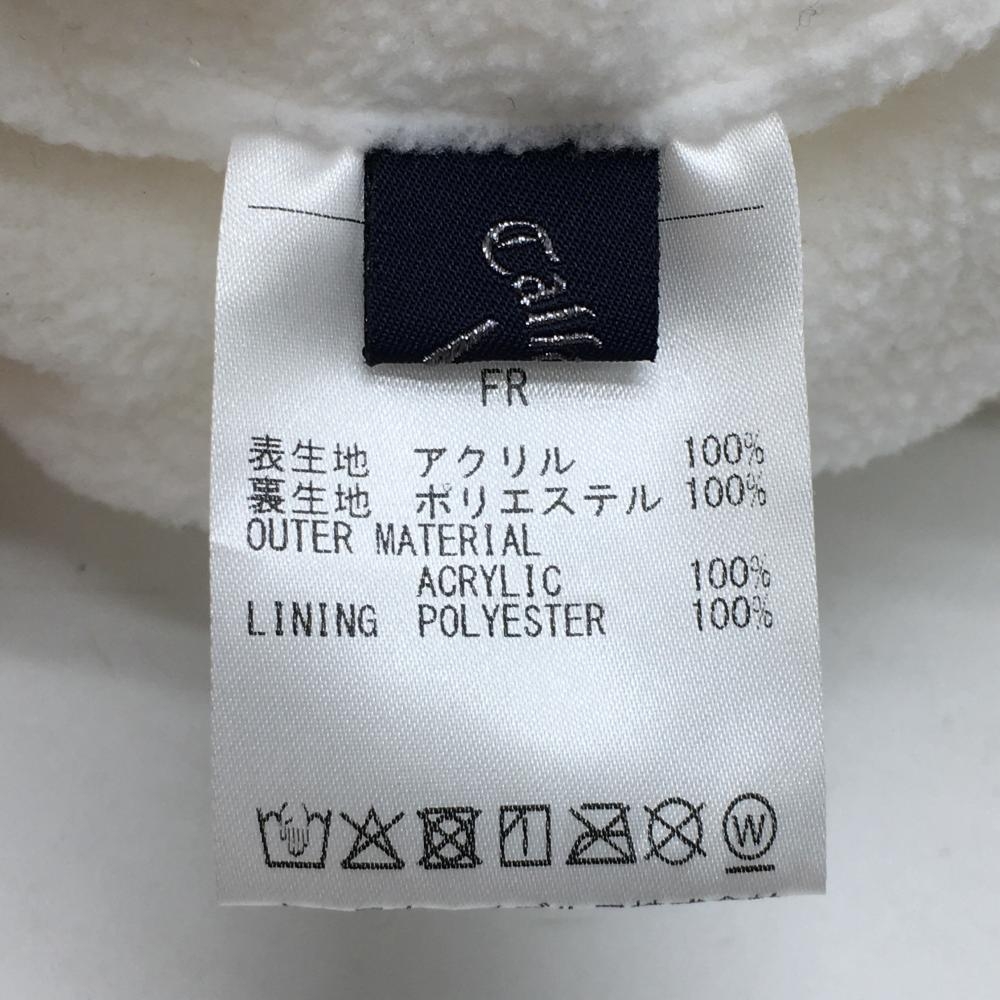 FR
表生地 アクリル 100%
裏生地 ポリエステル 100%
OUTER MATERIAL
ACRYLIC 100%
LINING POLYESTER 100%
W